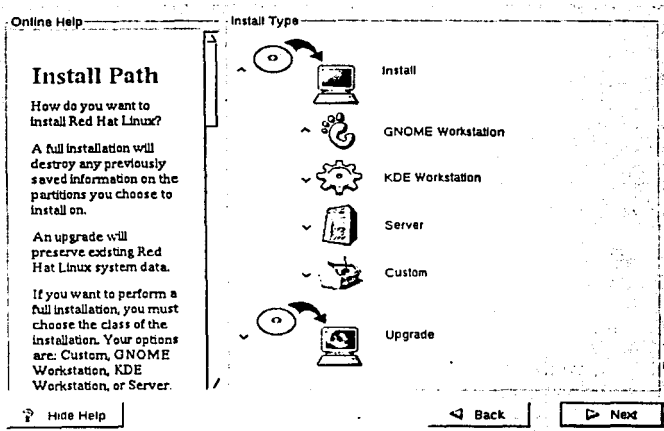 Online Help
Install Path
How do you want to
install Red Hat Linux?
A full installation will
destroy any previously
saved information on the
partitions you choose to
install on.
An upgrade will
preserve existing Red
Hat Linux system data.
If you want to perform a
full installation, you must
choose the class of the
installation. Your options
are: Custom, GNOME
Workstation, KDE
Workstation, or Server.
Install Type
Install
GNOME Workstation
KDE Workstation
Server
Custom
Upgrade
Hide Help
Back
Next